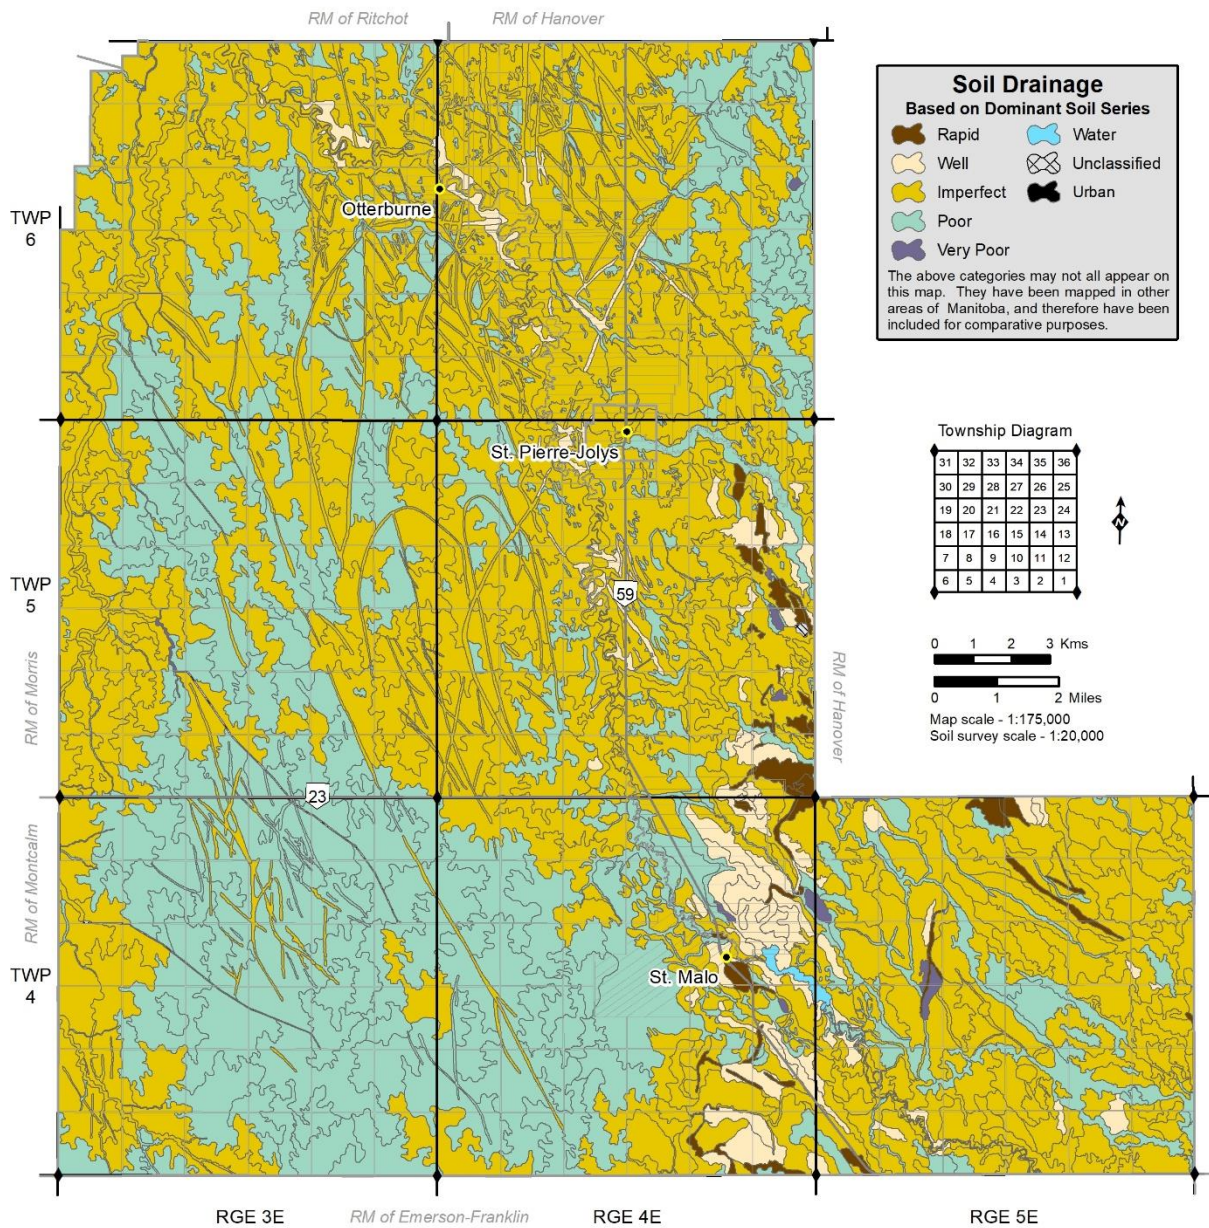 RM of Ritchot
RM of Hanover
Soil Drainage
Based on Dominant Soil Series
Rapid
Water
Well
Unclassified
Imperfect
Urban
Poor
Very Poor
The above categories may not all appear on
this map. They have been mapped in other
areas of Manitoba, and therefore have been
included for comparative purposes.
TWP
6
Otterburne
St. Pierre-Jolys
Township Diagram
31 32 33 34 35 36
30 29 28 27 26 25
19 20 21 22 23 24
18 17 16 15 14 13
7 8 9 10 11 12
6 5 4 3 2 1
N
TWP
5
59
0 1 2 3 Kms
0 1 2 Miles
Map scale - 1:175,000
Soil survey scale - 1:20,000
RM of Morris
RM of Hanover
23
RM of Montcalm
TWP
4
St. Malo
RGE 3E
RM of Emerson-Franklin
RGE 4E
RGE 5E